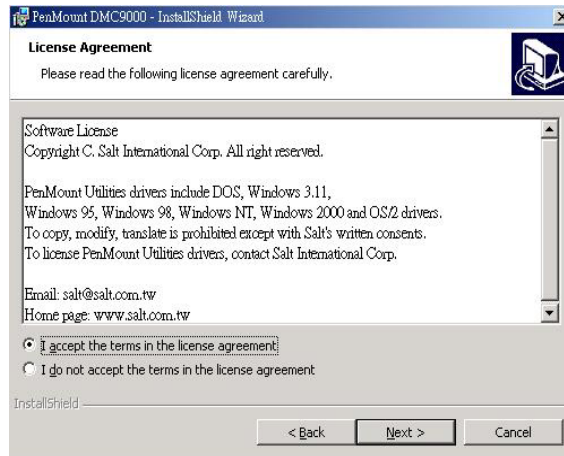 PenMount DMC9000 - InstallShield Wizard
License Agreement
Please read the following license agreement carefully.
Software License
Copyright C. Salt International Corp. All right reserved.
PenMount Utilities drivers include DOS, Windows 3.11,
Windows 95, Windows 98, Windows NT, Windows 2000 and OS/2 drivers.
To copy, modify, translate is prohibited except with Salt's written consents.
To license PenMount Utilities drivers, contact Salt International Corp.
Email: salt@salt.com.tw
Home page: www.salt.com.tw
I accept the terms in the license agreement
I do not accept the terms in the license agreement
InstallShield
< Back Next > Cancel